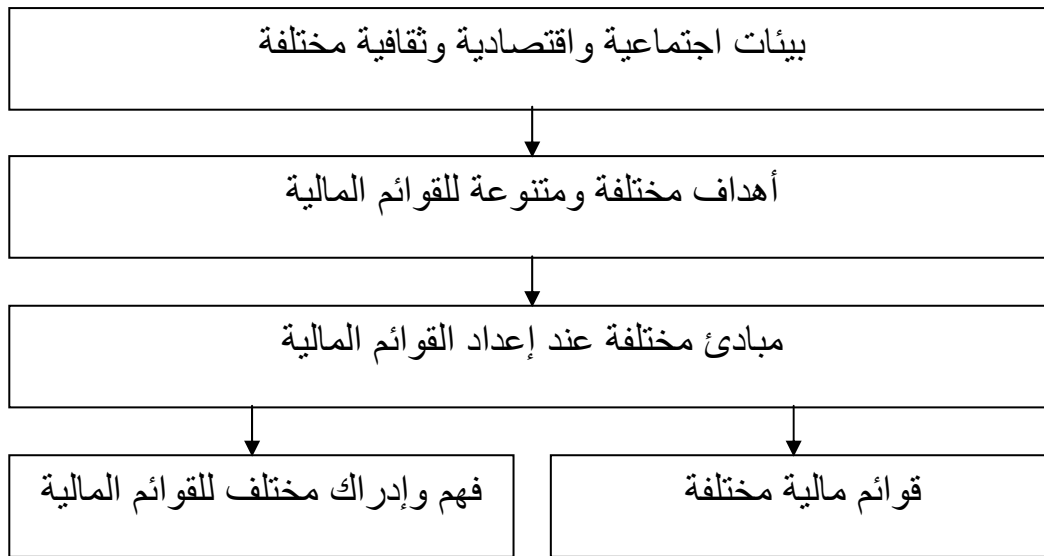 بيئات اجتماعية واقتصادية وثقافية مختلفة
أهداف مختلفة ومتنوعة للقوائم المالية
مبادئ مختلفة عند إعداد القوائم المالية
قوائم مالية مختلفة
فهم وإدراك مختلف للقوائم المالية